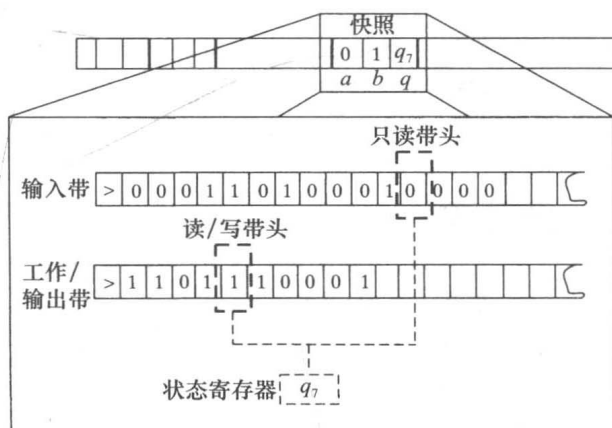 快照
0 1 q₇
a b q
只读带头
输入带 > 0 0 0 1 1 0 1 0 0 0 1 0 0 0 0
读/写带头
工作/
输出带
> 1 1 0 1 1 1 0 0 0 1
状态寄存器 q₇